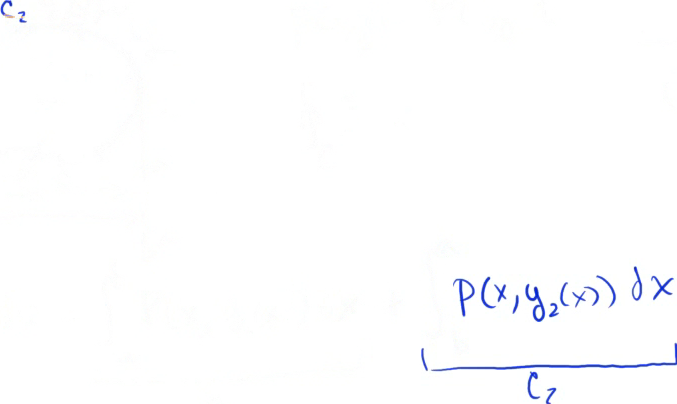 C₂
P(x, y₂(x)) dx
C₂